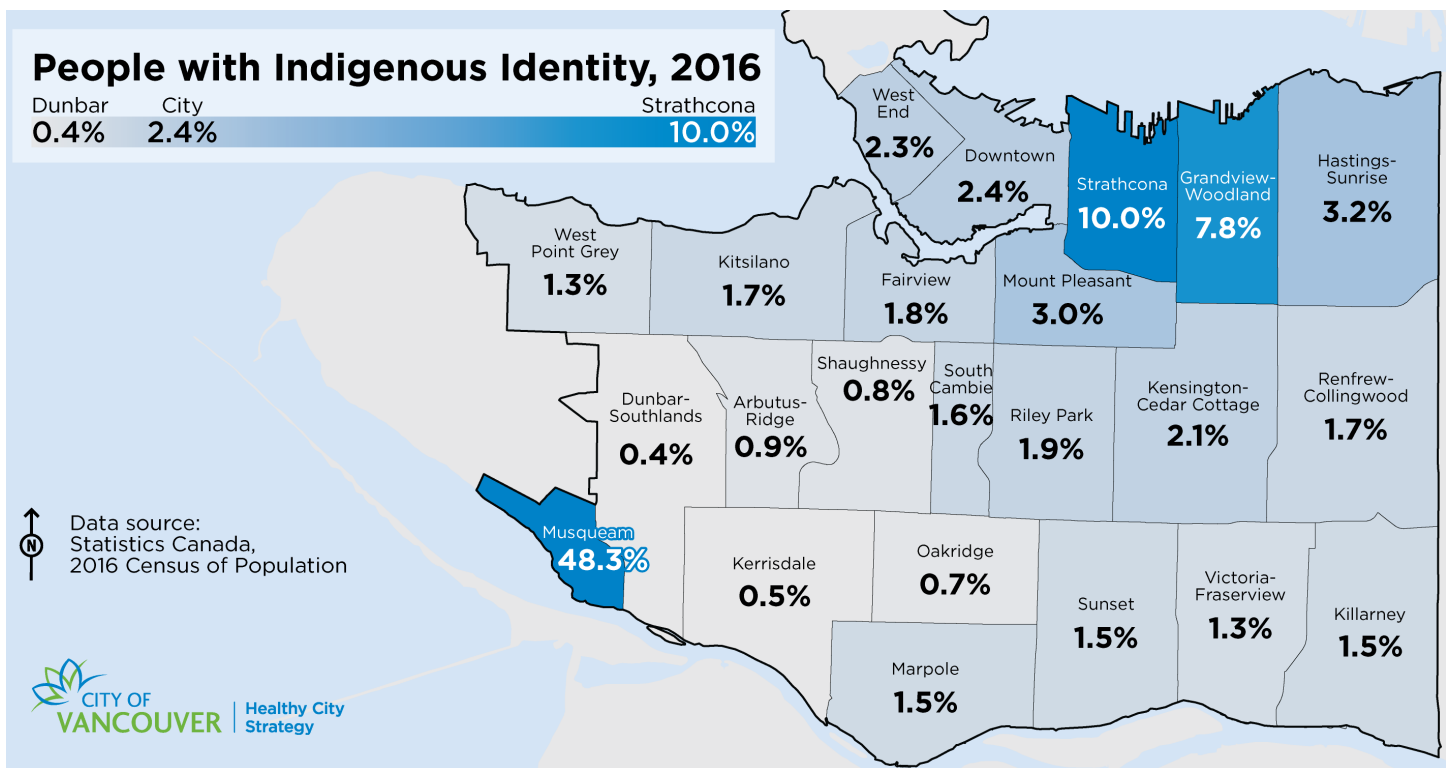 People with Indigenous Identity, 2016
Dunbar City Strathcona
0.4% 2.4% 10.0%
West
End
2.3%
Downtown
2.4%
Strathcona
10.0%
Grandview-
Woodland
7.8%
Hastings-
Sunrise
3.2%
West
Point Grey
1.3%
Kitsilano
1.7%
Fairview
1.8%
Mount Pleasant
3.0%
Dunbar-
Southlands
0.4%
Arbutus-
Ridge
0.9%
Shaughnessy
0.8%
South
Cambie
1.6%
Riley Park
1.9%
Kensington-
Cedar Cottage
2.1%
Renfrew-
Collingwood
1.7%
Musqueam
48.3%
Kerrisdale
0.5%
Oakridge
0.7%
Marpole
1.5%
Sunset
1.5%
Victoria-
Fraserview
1.3%
Killarney
1.5%
N
Data source:
Statistics Canada,
2016 Census of Population
CITY OF
VANCOUVER
Healthy City
Strategy